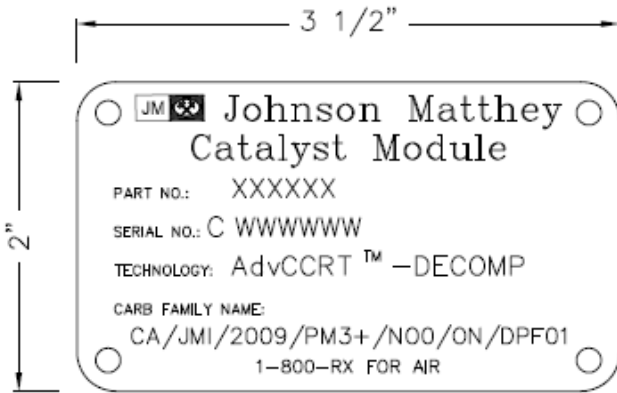 3 1/2"
2"
JM Johnson Matthey
Catalyst Module
PART NO.: XXXXXX
SERIAL NO.: C WWWWWW
TECHNOLOGY: AdvCCRT ™ -DECOMP
CARB FAMILY NAME:
CA/JMI/2009/PM3+/N00/ON/DPF01
1-800-RX FOR AIR